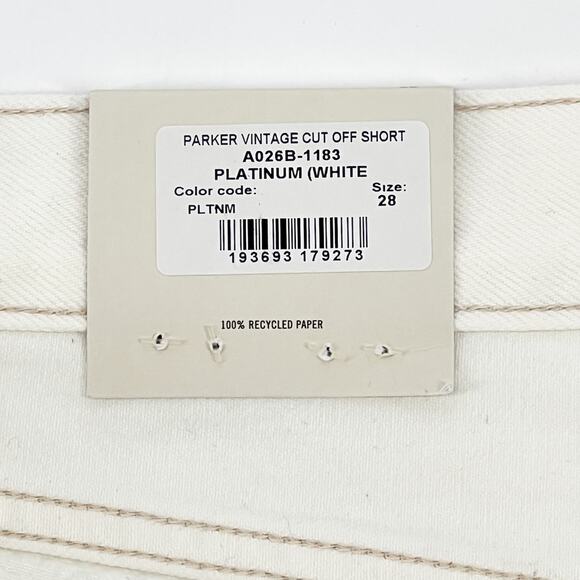 PARKER VINTAGE CUT OFF SHORT
A026B-1183
PLATINUM (WHITE
Color code: Size:
PLTNM 28
193693 179273
100% RECYCLED PAPER